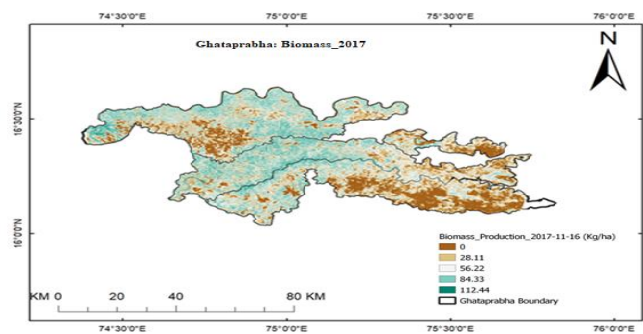 74°30'0"E 75°0'0"E 75°30'0"E 76°0'0"E
Ghataprabha: Biomass_2017
N
16°30'0"N
16°0'0"N
Biomass_Production_2017-11-16 (Kg/ha)
0
28.11
56.22
84.33
112.44
Ghataprabha Boundary
KM 0 20 40 80 KM
74°30'0"E 75°0'0"E 75°30'0"E 76°0'0"E